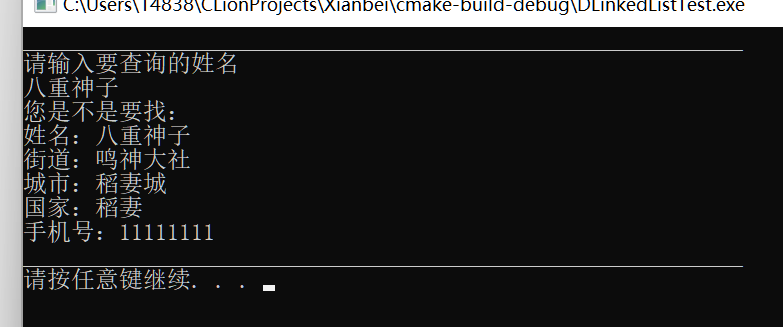 C:\Users\14838\CLionProjects\Xianbei\cmake-build-debug\DLinkedListTest.exe
请输入要查询的姓名
八重神子
您是不是要找：
姓名：八重神子
街道：鸣神大社
城市：稻妻城
国家：稻妻
手机号：11111111
请按任意键继续. . .